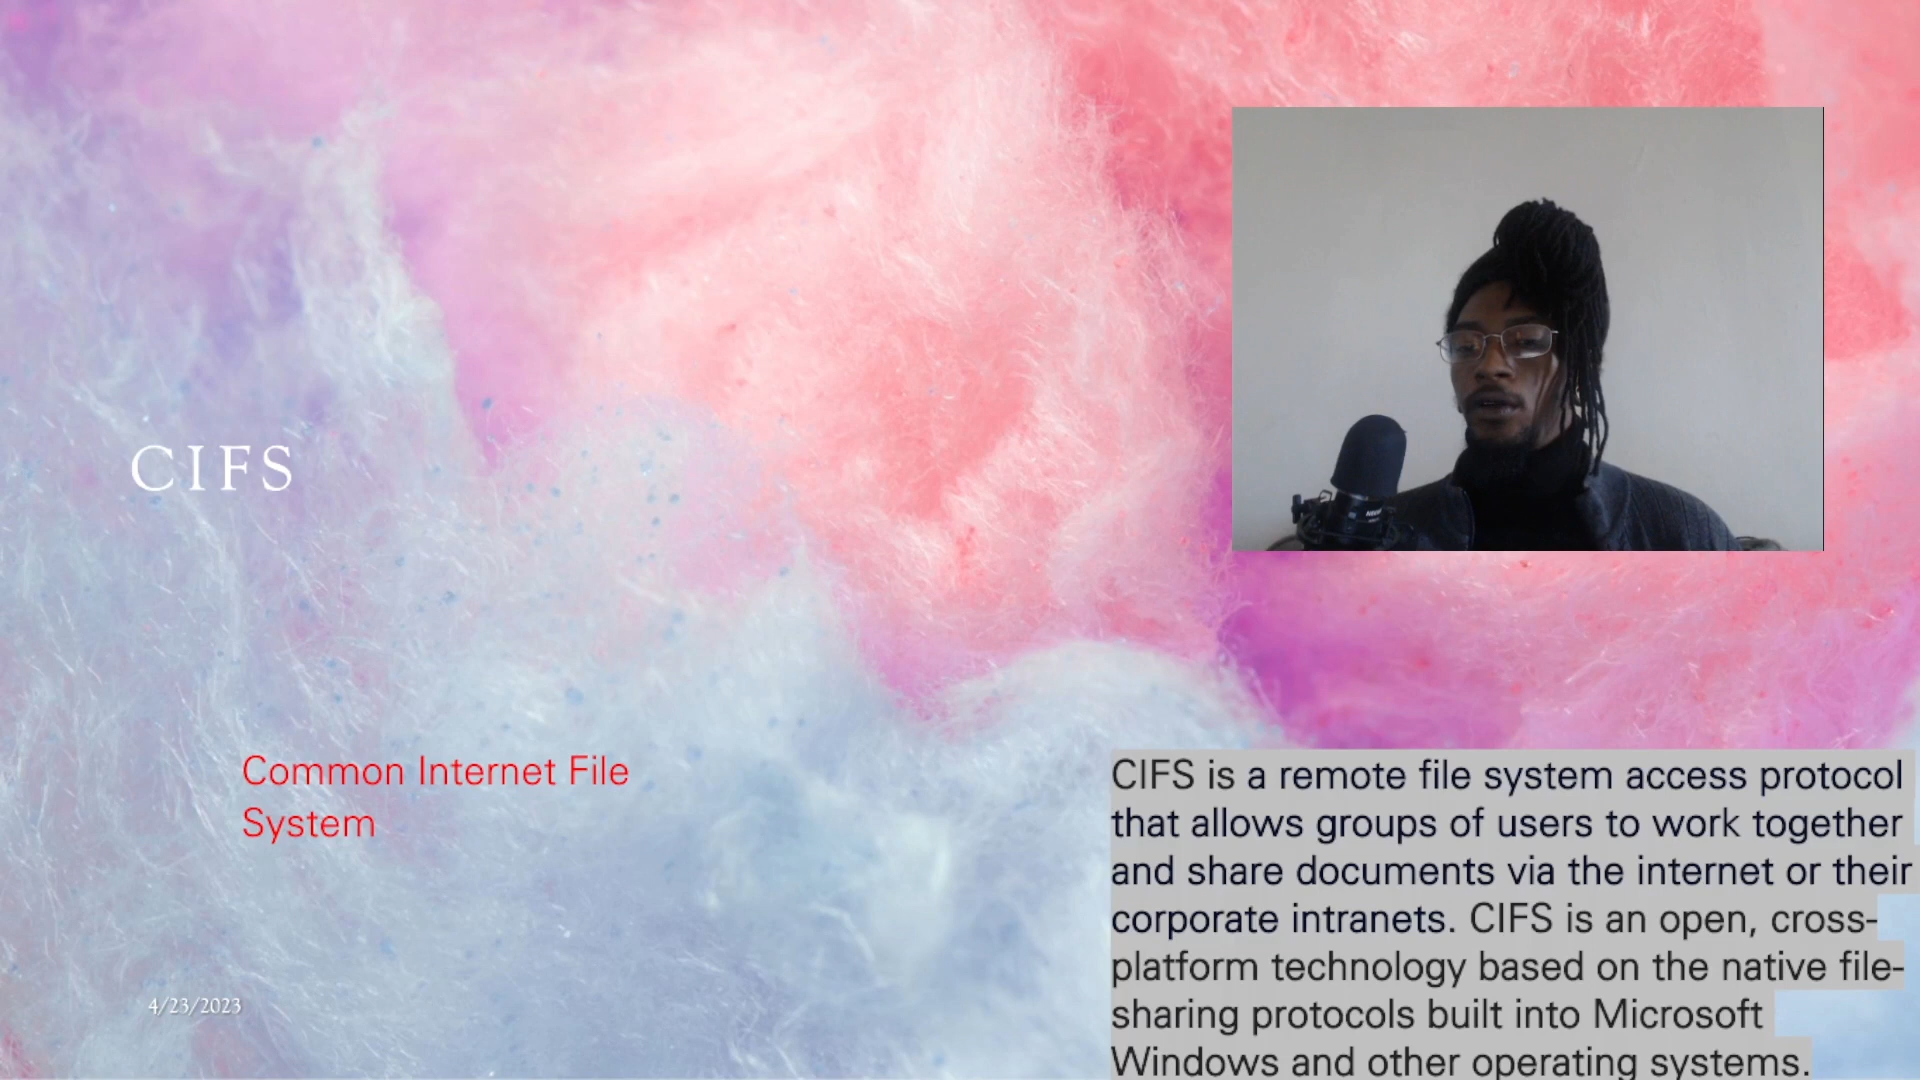 CIFS
Common Internet File
System
CIFS is a remote file system access protocol
that allows groups of users to work together
and share documents via the internet or their
corporate intranets. CIFS is an open, cross-
platform technology based on the native file-
sharing protocols built into Microsoft
Windows and other operating systems.
4/23/2023